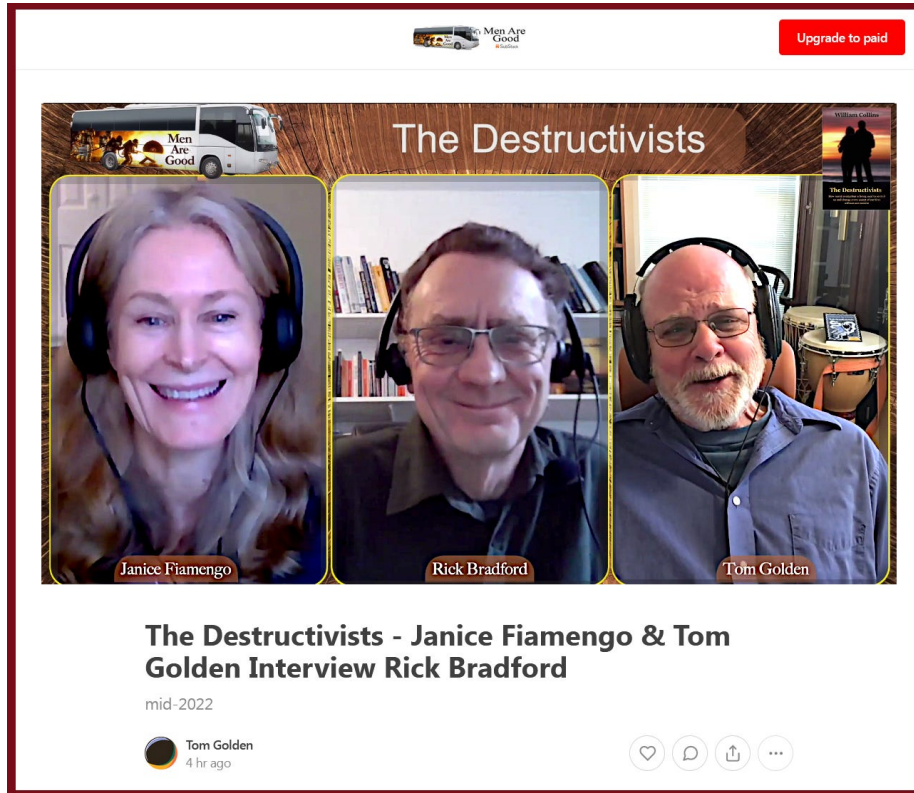 Men Are
Good
Substack
Upgrade to paid
Men
Are
Good
The Destructivists
William Collins
The Destructivists
Janice Fiamengo
Rick Bradford
Tom Golden
The Destructivists - Janice Fiamengo & Tom
Golden Interview Rick Bradford
mid-2022
Tom Golden
4 hr ago